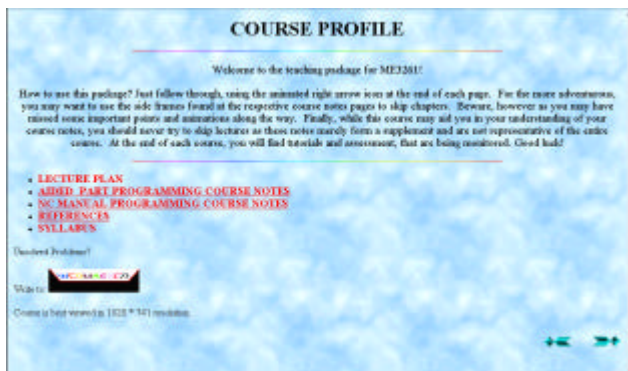 COURSE PROFILE
Welcome to the teaching package for ME3261!
How to use this package? Just follow through, using the animated right arrow icon at the end of each page. For the more adventurous,
you may want to use the side frames found at the respective course notes pages to skip chapters. Beware, however as you may have
missed some important points and animations along the way. Finally, while this course may aid you in your understanding of your
course notes, you should never try to skip lectures as these notes merely form a supplement and are not representative of the entire
course. At the end of each course, you will find tutorials and assessment, that are being monitored. Good luck!
LECTURE PLAN
AIDED PART PROGRAMMING COURSE NOTES
NC MANUAL PROGRAMMING COURSE NOTES
REFERENCES
SYLLABUS
Problems?
Write to
Course is best viewed in resolution